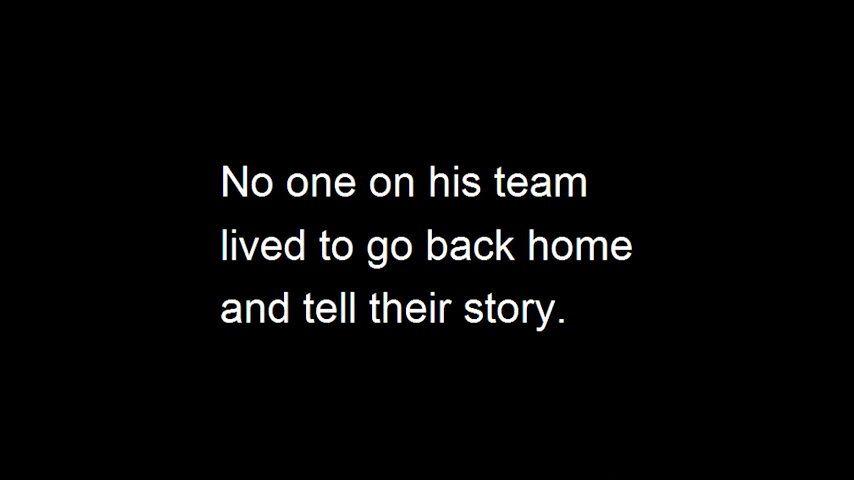 No one on his team
lived to go back home
and tell their story.